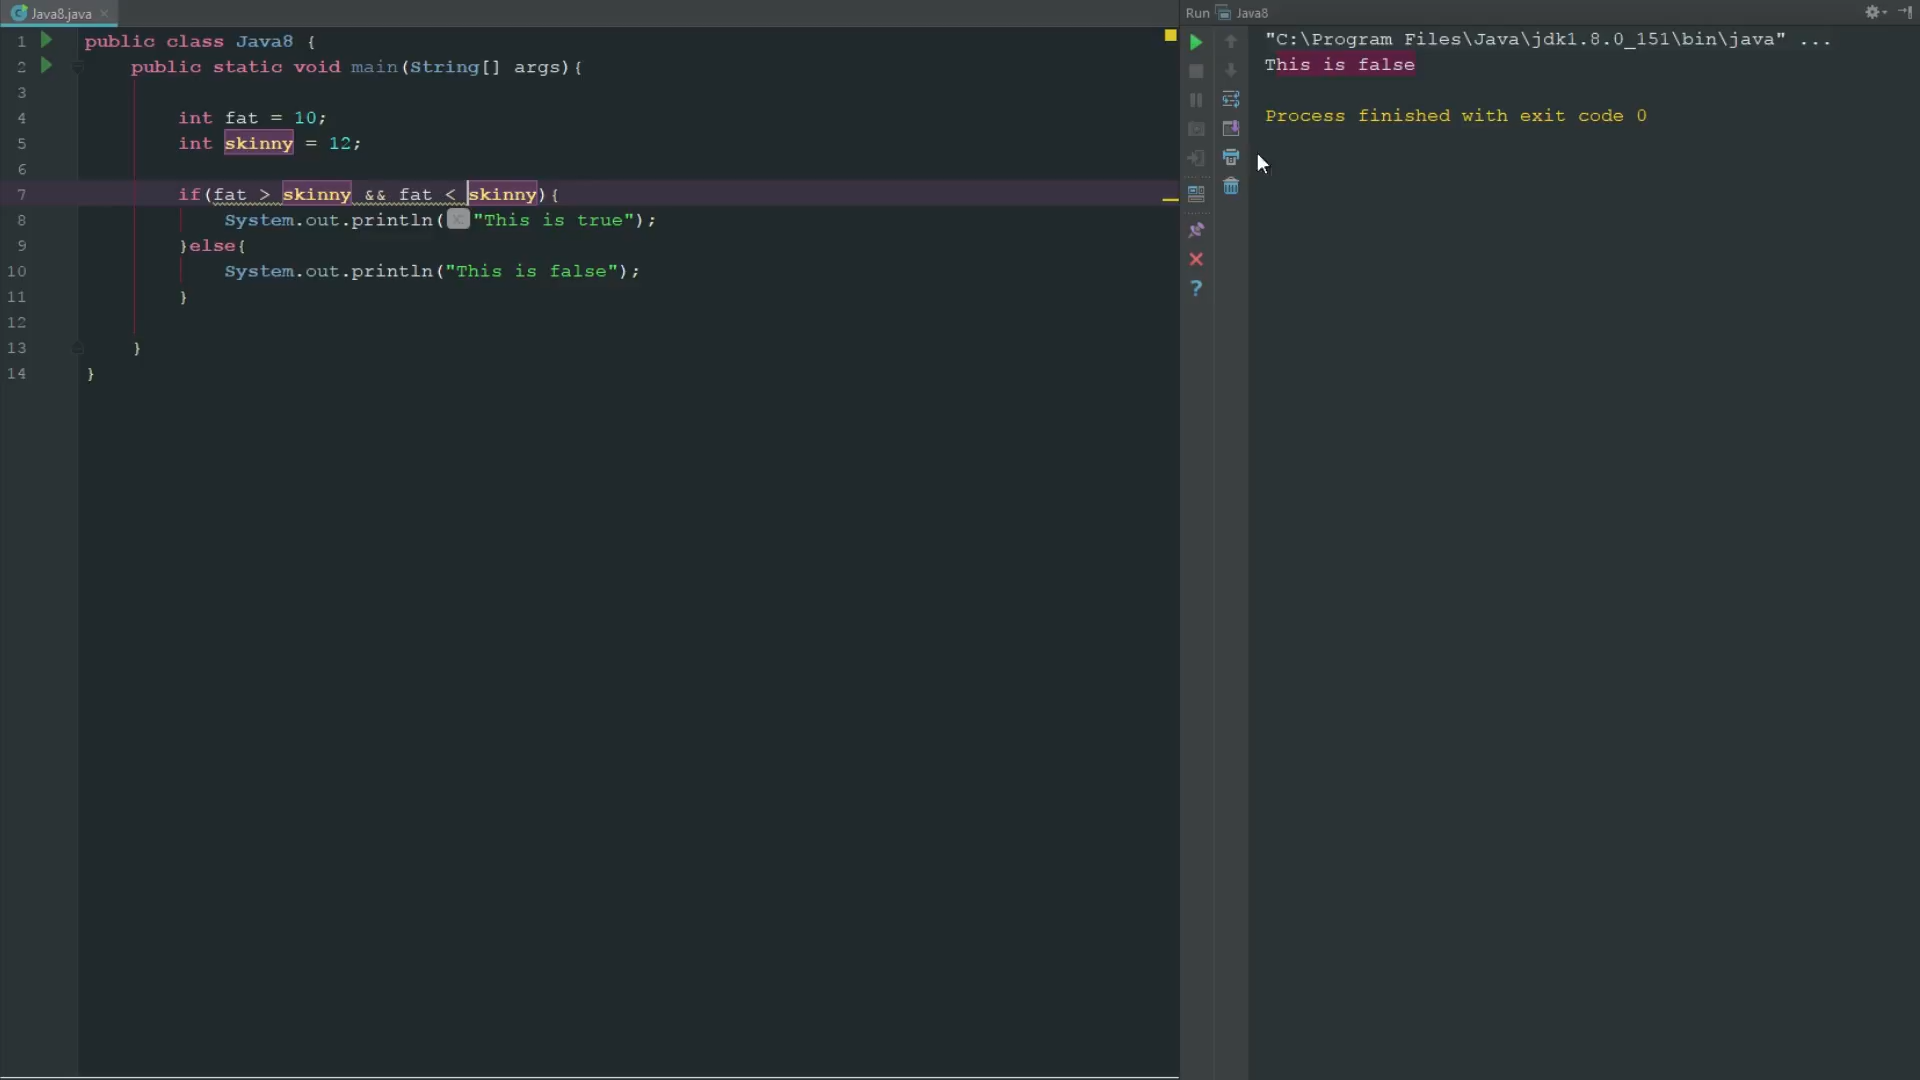 Java8.java
Run Java8
1 public class Java8 {
2 public static void main(String[] args){
3
4 int fat = 10;
5 int skinny = 12;
6
7 if(fat > skinny && fat < skinny){
8 System.out.println( x: "This is true");
9 }else{
10 System.out.println("This is false");
11 }
12
13 }
14 }
"C:\Program Files\Java\jdk1.8.0_151\bin\java" ...
This is false
Process finished with exit code 0